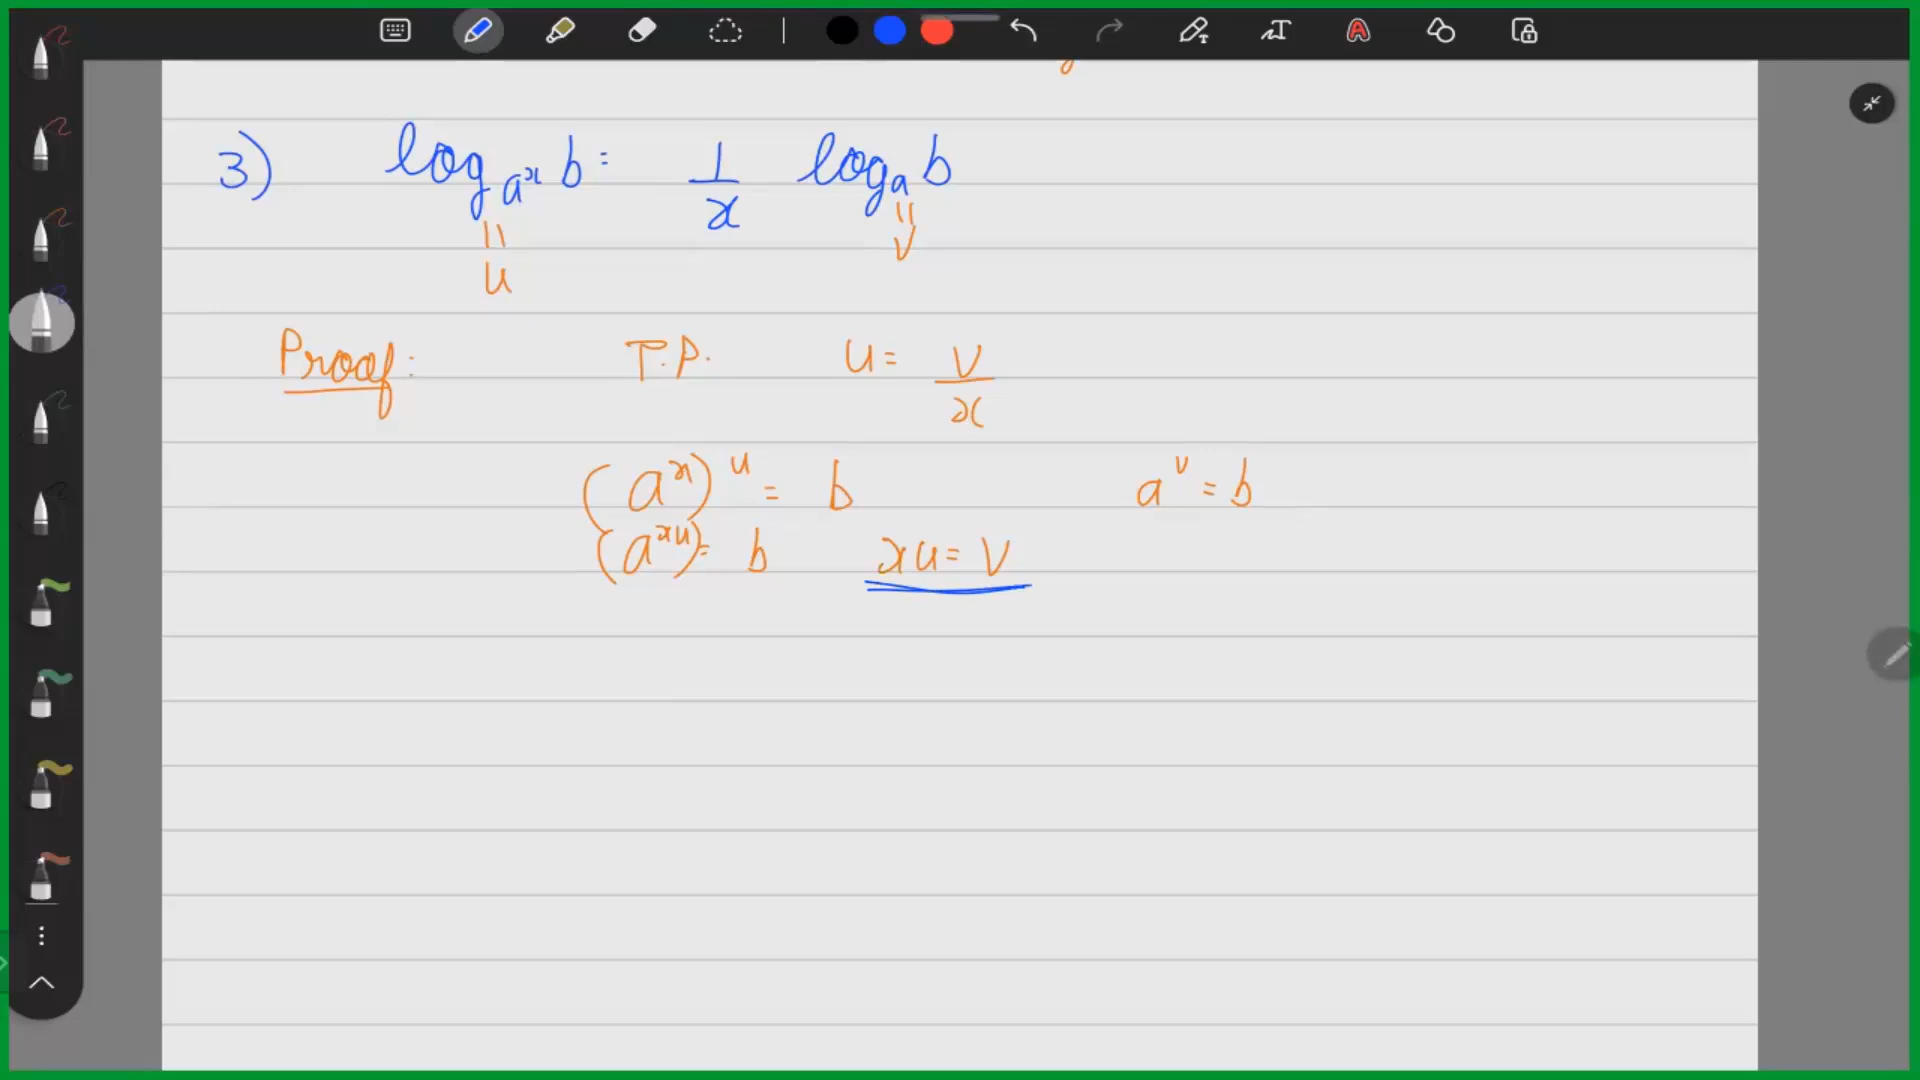 3) log_{a^x} b = 1/x log_a b
|| ||
u v
Proof: T.P. u = v/x
(a^x)^u = b a^v = b
(a^{xu}) = b xu = v